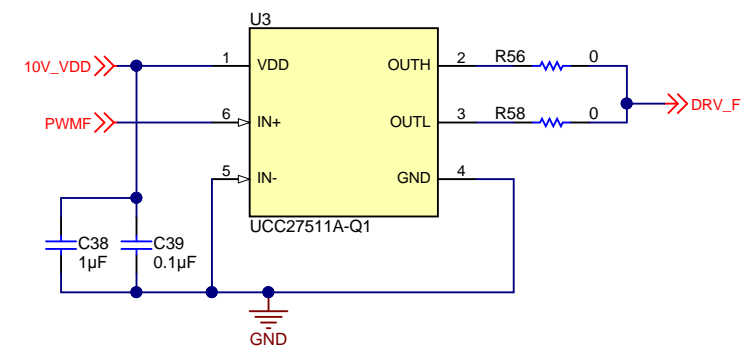 U3
10V_VDD
1
VDD
OUTH
2
R56
0
DRV_F
PWMF
6
IN+
OUTL
3
R58
0
5
IN-
GND
4
UCC27511A-Q1
C38
1µF
C39
0.1µF
GND